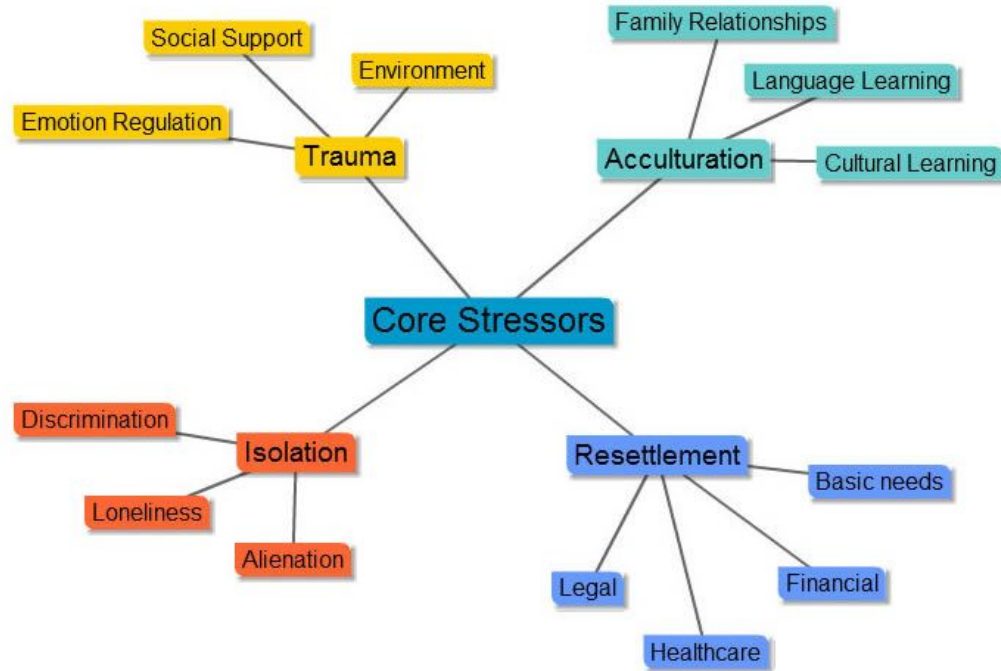 Social Support
Environment
Emotion Regulation
Trauma
Family Relationships
Language Learning
Acculturation
Cultural Learning
Core Stressors
Discrimination
Isolation
Loneliness
Alienation
Resettlement
Basic needs
Legal
Financial
Healthcare